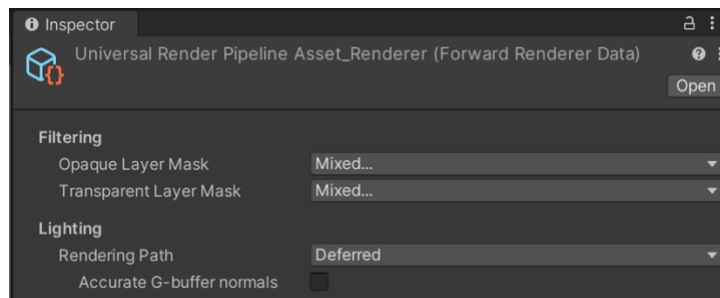 Inspector
Universal Render Pipeline Asset_Renderer (Forward Renderer Data)
Open
Filtering
Opaque Layer Mask Mixed...
Transparent Layer Mask Mixed...
Lighting
Rendering Path Deferred
Accurate G-buffer normals